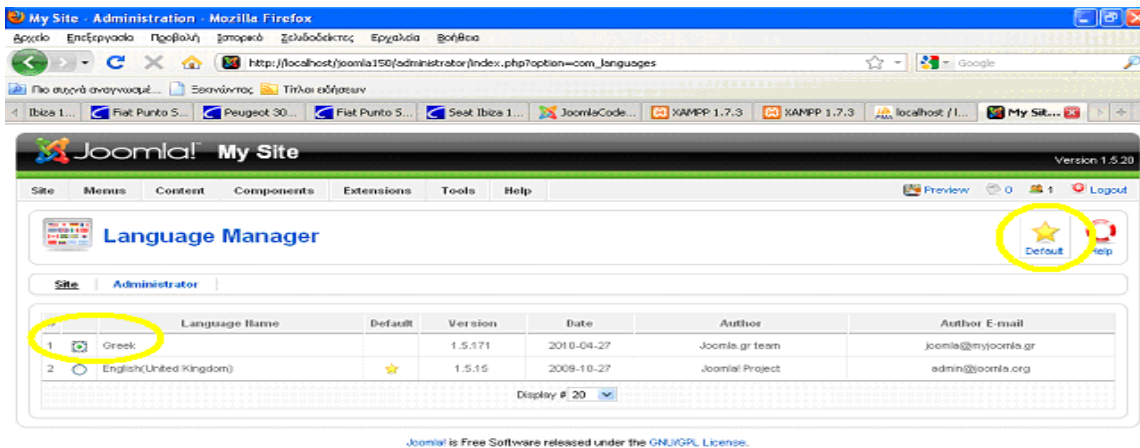 My Site - Administration - Mozilla Firefox
Αρχείο Επεξεργασία Προβολή Ιστορικό Σελιδοδείκτες Εργαλεία Βοήθεια
http://localhost/joomla150/administrator/index.php?option=com_languages Google
Πιο συχνά αναγνωσμέ... Ξεκινώντας Τίτλοι ειδήσεων
Ibiza 1... Fiat Punto S... Peugeot 30... Fiat Punto S... Seat Ibiza 1... JoomlaCode... XAMPP 1.7.3 XAMPP 1.7.3 localhost / l... My Sit...
Joomla! My Site
Version 1.5.20
Site Menus Content Components Extensions Tools Help Preview 0 1 Logout
Language Manager
Default Help
Site Administrator
# Language Name Default Version Date Author Author E-mail
1 Greek 1.5.171 2010-04-27 Joomla.gr team joomla@myjoomla.gr
2 English(United Kingdom) 1.5.15 2009-10-27 Joomla! Project admin@joomla.org
Display # 20
Joomla! is Free Software released under the GNU/GPL License.